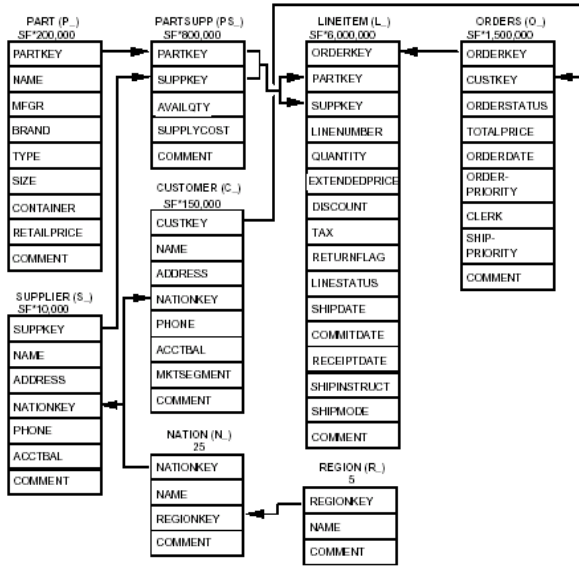 PART (P_)
SF*200,000
PARTKEY
NAME
MFGR
BRAND
TYPE
SIZE
CONTAINER
RETAILPRICE
COMMENT
SUPPLIER (S_)
SF*10,000
SUPPKEY
NAME
ADDRESS
NATIONKEY
PHONE
ACCTBAL
COMMENT
PARTSUPP (PS_)
SF*800,000
PARTKEY
SUPPKEY
AVAILQTY
SUPPLYCOST
COMMENT
CUSTOMER (C_)
SF*150,000
CUSTKEY
NAME
ADDRESS
NATIONKEY
PHONE
ACCTBAL
MKTSEGMENT
COMMENT
NATION (N_)
25
NATIONKEY
NAME
REGIONKEY
COMMENT
LINEITEM (L_)
SF*6,000,000
ORDERKEY
PARTKEY
SUPPKEY
LINENUMBER
QUANTITY
EXTENDEDPRICE
DISCOUNT
TAX
RETURNFLAG
LINESTATUS
SHIPDATE
COMMITDATE
RECEIPTDATE
SHIPINSTRUCT
SHIPMODE
COMMENT
REGION (R_)
5
REGIONKEY
NAME
COMMENT
ORDERS (O_)
SF*1,500,000
ORDERKEY
CUSTKEY
ORDERSTATUS
TOTALPRICE
ORDERDATE
ORDER-
PRIORITY
CLERK
SHIP-
PRIORITY
COMMENT